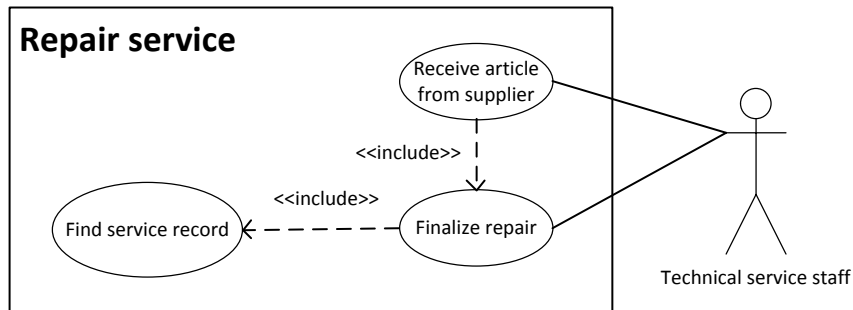 Repair service
Receive article
from supplier
<<include>>
<<include>>
Find service record
Finalize repair
Technical service staff